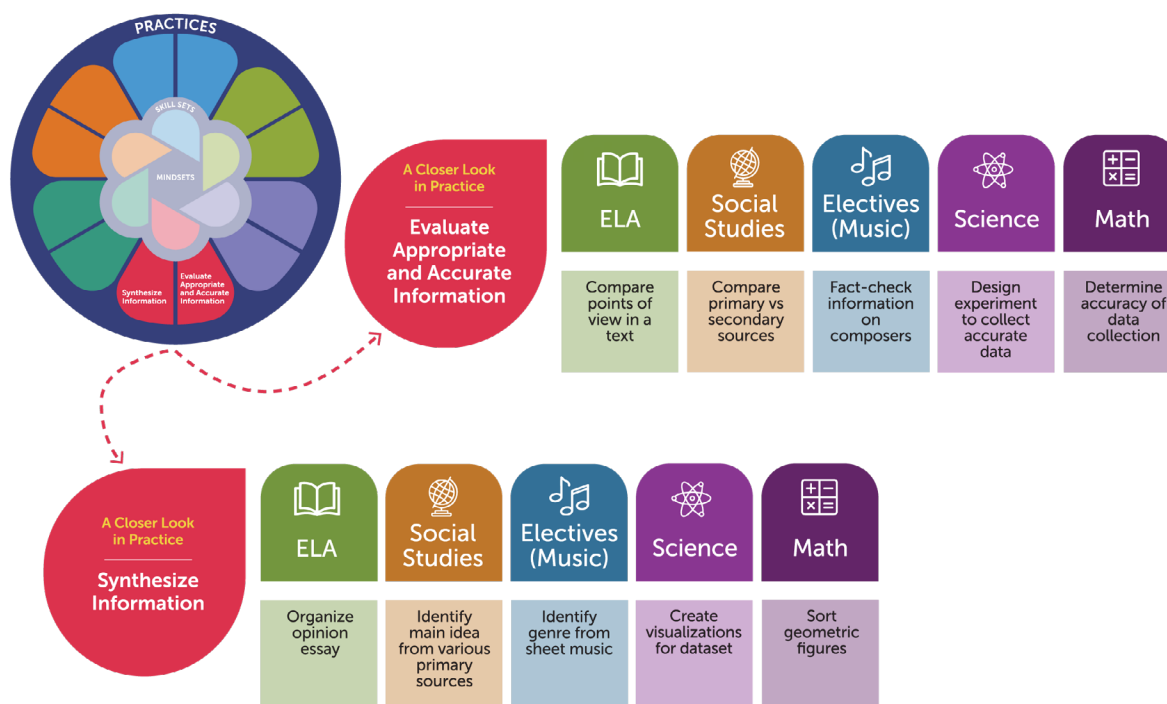 PRACTICES
SKILL SETS
MINDSETS
Synthesize
Information
Evaluate
Appropriate
and Accurate
Information
A Closer Look
in Practice
Evaluate
Appropriate
and Accurate
Information
ELA
Compare
points of
view in a
text
Social
Studies
Compare
primary vs
secondary
sources
Electives
(Music)
Fact-check
information
on
composers
Science
Design
experiment
to collect
accurate
data
Math
Determine
accuracy of
data
collection
A Closer Look
in Practice
Synthesize
Information
ELA
Organize
opinion
essay
Social
Studies
Identify
main idea
from various
primary
sources
Electives
(Music)
Identify
genre from
sheet music
Science
Create
visualizations
for dataset
Math
Sort
geometric
figures